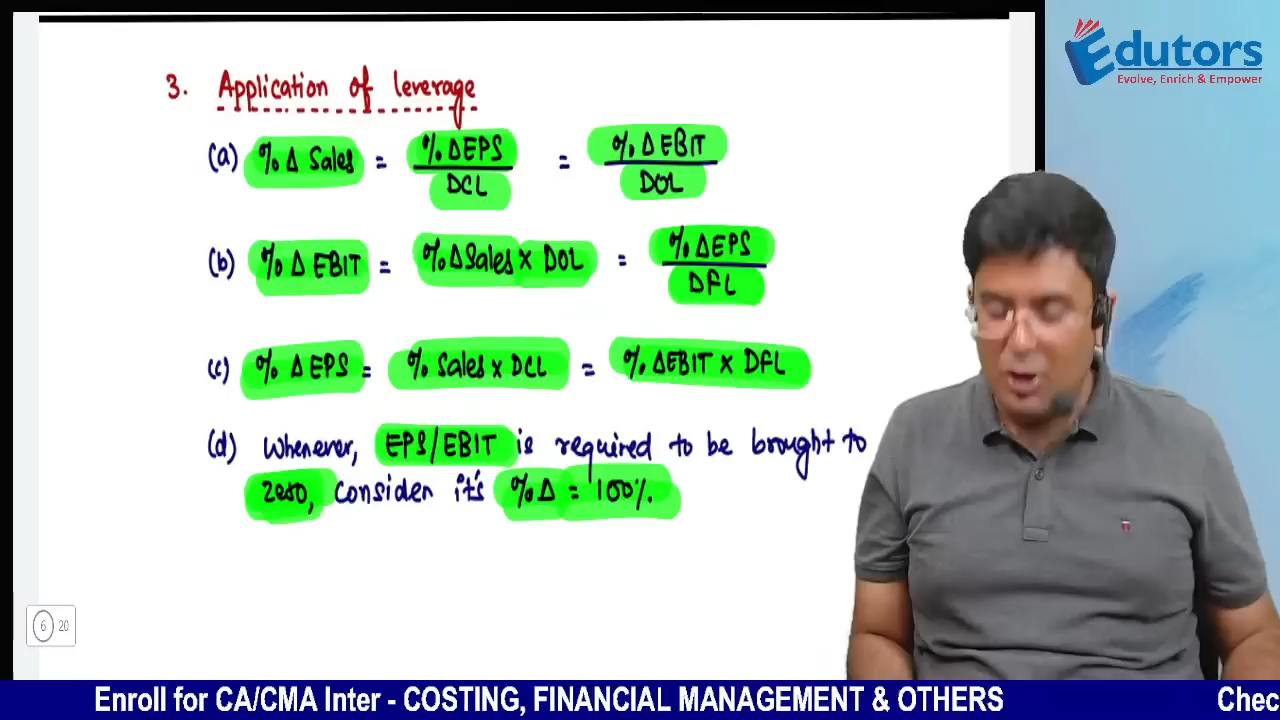 Edutors
Evolve, Enrich & Empower
3. Application of leverage
(a) % Δ Sales = % ΔEPS / DCL = % ΔEBIT / DOL
(b) % Δ EBIT = % ΔSales × DOL = % ΔEPS / DFL
(c) % Δ EPS = % Sales × DCL = % ΔEBIT × DFL
(d) Whenever, EPS/EBIT is required to be brought to
zero, consider it's % Δ = 100%.
6 20
Enroll for CA/CMA Inter - COSTING, FINANCIAL MANAGEMENT & OTHERS Chec